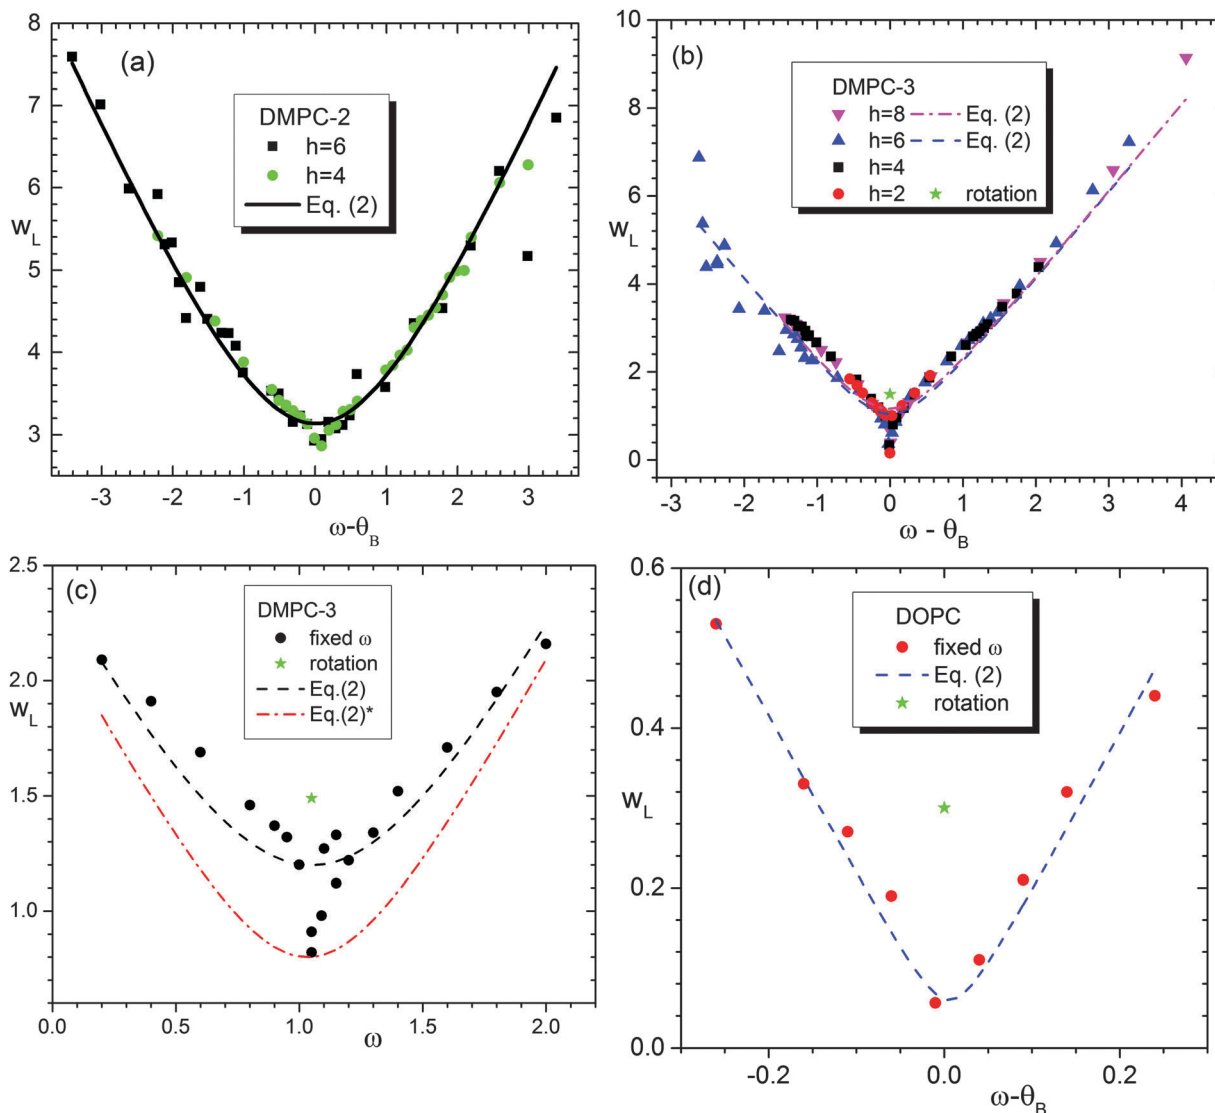 (a)
DMPC-2
h=6
h=4
Eq. (2)
8
7
6
5
4
3
w_L
-3 -2 -1 0 1 2 3
ω-θ_B
(b)
DMPC-3
h=8 Eq. (2)
h=6 Eq. (2)
h=4
h=2 rotation
10
8
6
4
2
0
w_L
-3 -2 -1 0 1 2 3 4
ω - θ_B
(c)
DMPC-3
fixed ω
rotation
Eq.(2)
Eq.(2)*
2.5
2.0
w_L
1.5
1.0
0.0 0.5 1.0 1.5 2.0
ω
(d)
DOPC
fixed ω
Eq. (2)
rotation
0.6
0.4
w_L
0.2
0.0
-0.2 0.0 0.2
ω-θ_B